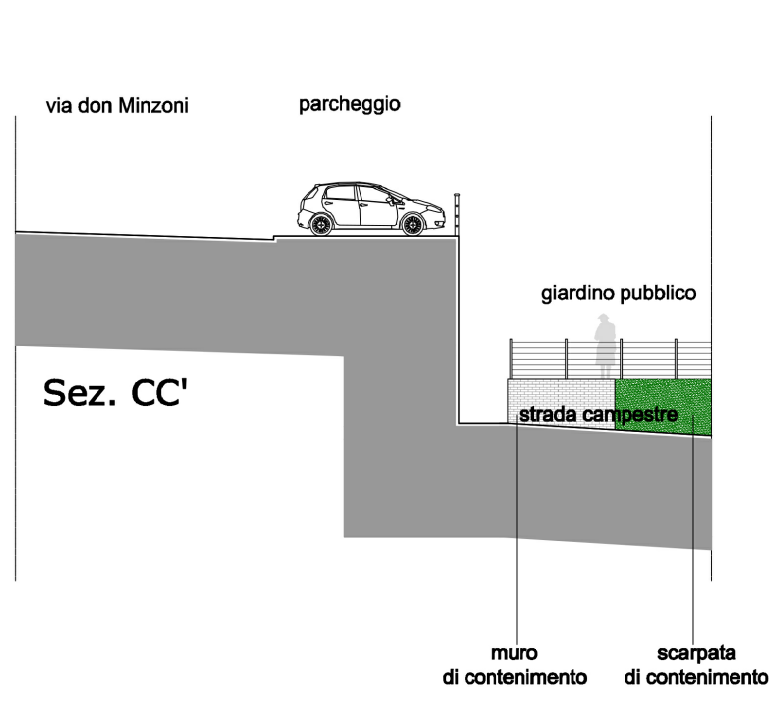 via don Minzoni
parcheggio
giardino pubblico
Sez. CC'
strada campestre
muro
di contenimento
scarpata
di contenimento